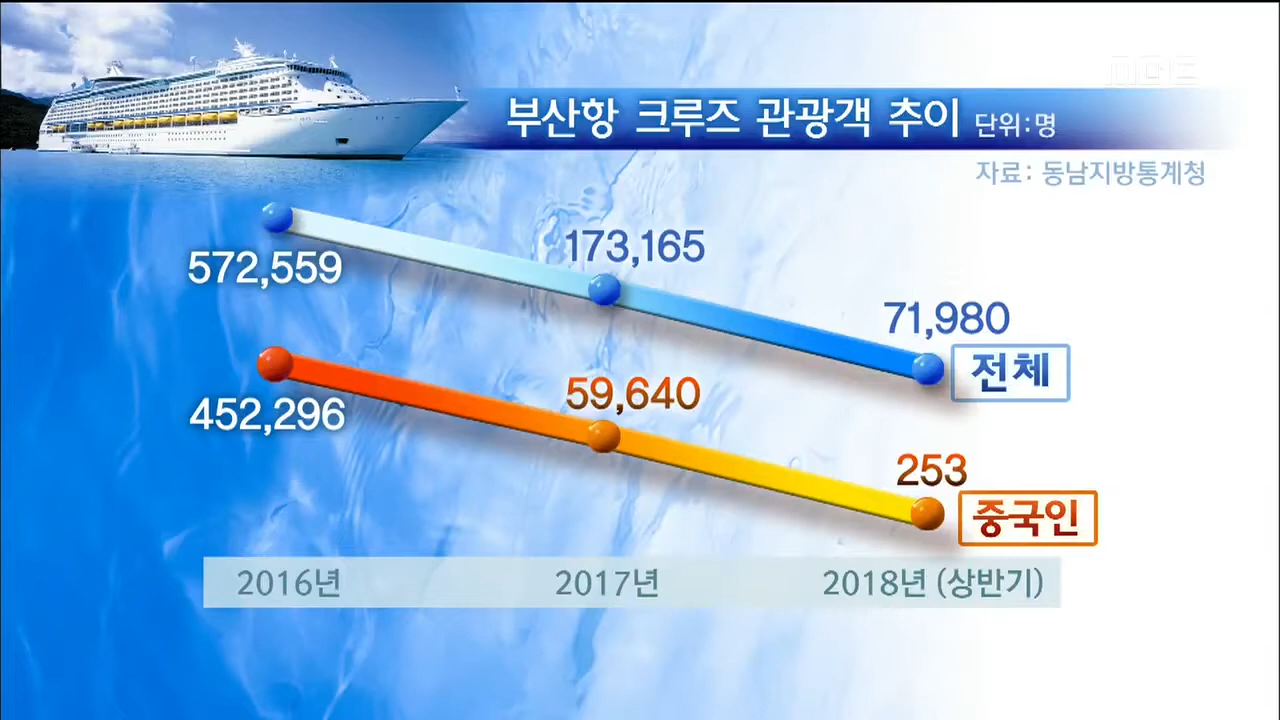 MBC
부산항 크루즈 관광객 추이 단위:명
자료: 동남지방통계청
572,559
173,165
71,980
전체
452,296
59,640
253
중국인
2016년 2017년 2018년 (상반기)